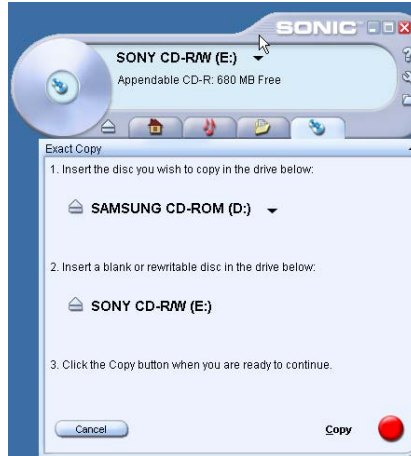 SONIC
SONY CD-R/W (E:)
Appendable CD-R: 680 MB Free
Exact Copy
1. Insert the disc you wish to copy in the drive below:
SAMSUNG CD-ROM (D:)
2. Insert a blank or rewritable disc in the drive below:
SONY CD-R/W (E:)
3. Click the Copy button when you are ready to continue.
Cancel
Copy